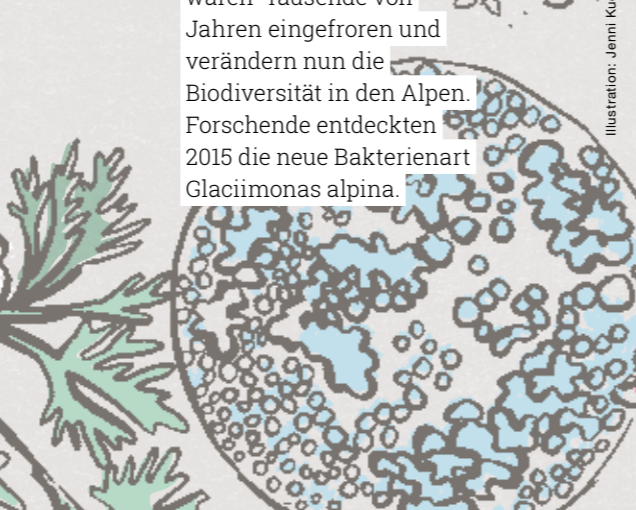 waren Tausende von
Jahren eingefroren und
verändern nun die
Biodiversität in den Alpen.
Forschende entdeckten
2015 die neue Bakterienart
Glaciimonas alpina.
Illustration: Jenni